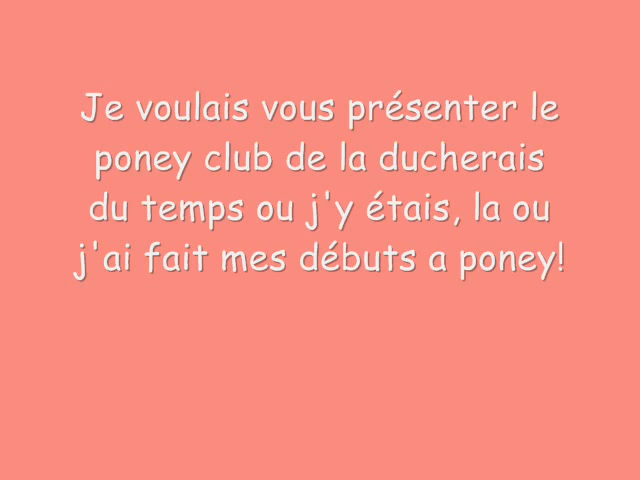 Je voulais vous présenter le
poney club de la ducherais
du temps ou j'y étais, la ou
j'ai fait mes débuts a poney!